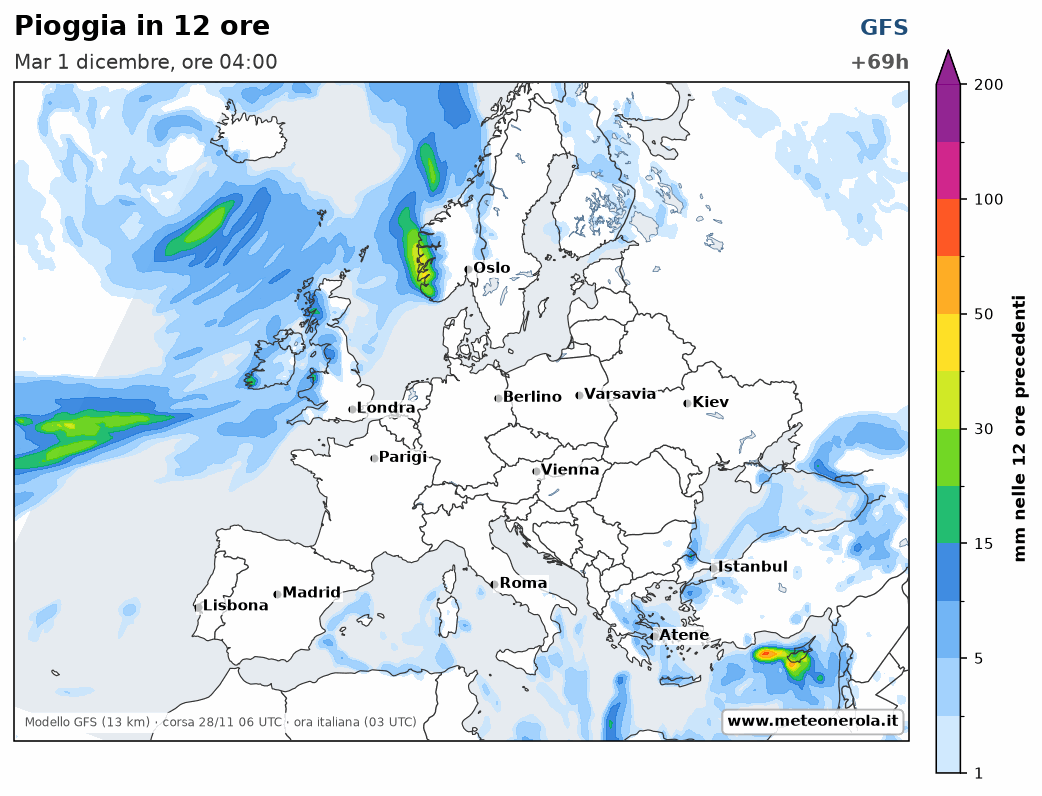 Pioggia in 12 ore
GFS
Mar 1 dicembre, ore 04:00
+69h
200
100
50
30
15
5
1
mm nelle 12 ore precedenti
Oslo
Berlino
Varsavia
Kiev
Londra
Parigi
Vienna
Istanbul
Roma
Madrid
Lisbona
Atene
Modello GFS (13 km) · corsa 28/11 06 UTC · ora italiana (03 UTC)
www.meteonerola.it